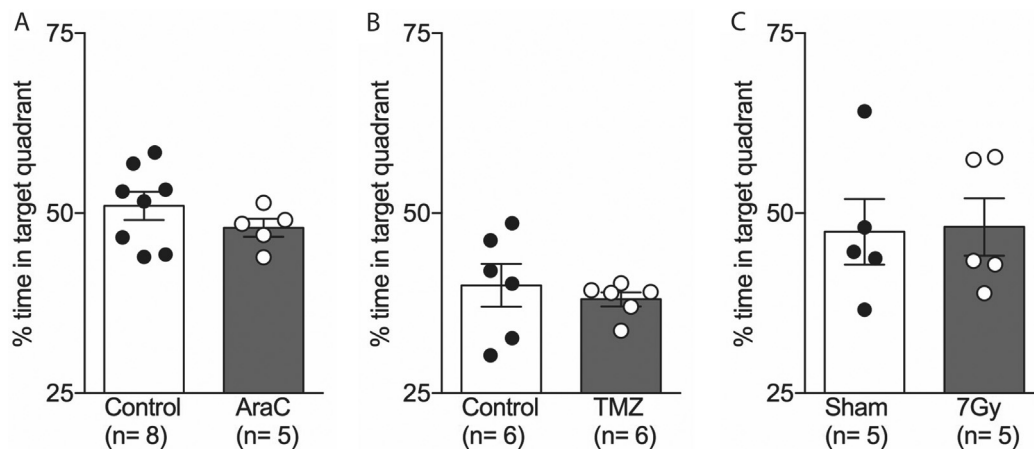 A
% time in target quadrant
75
50
25
Control
(n= 8)
AraC
(n= 5)
B
% time in target quadrant
75
50
25
Control
(n= 6)
TMZ
(n= 6)
C
% time in target quadrant
75
50
25
Sham
(n= 5)
7Gy
(n= 5)